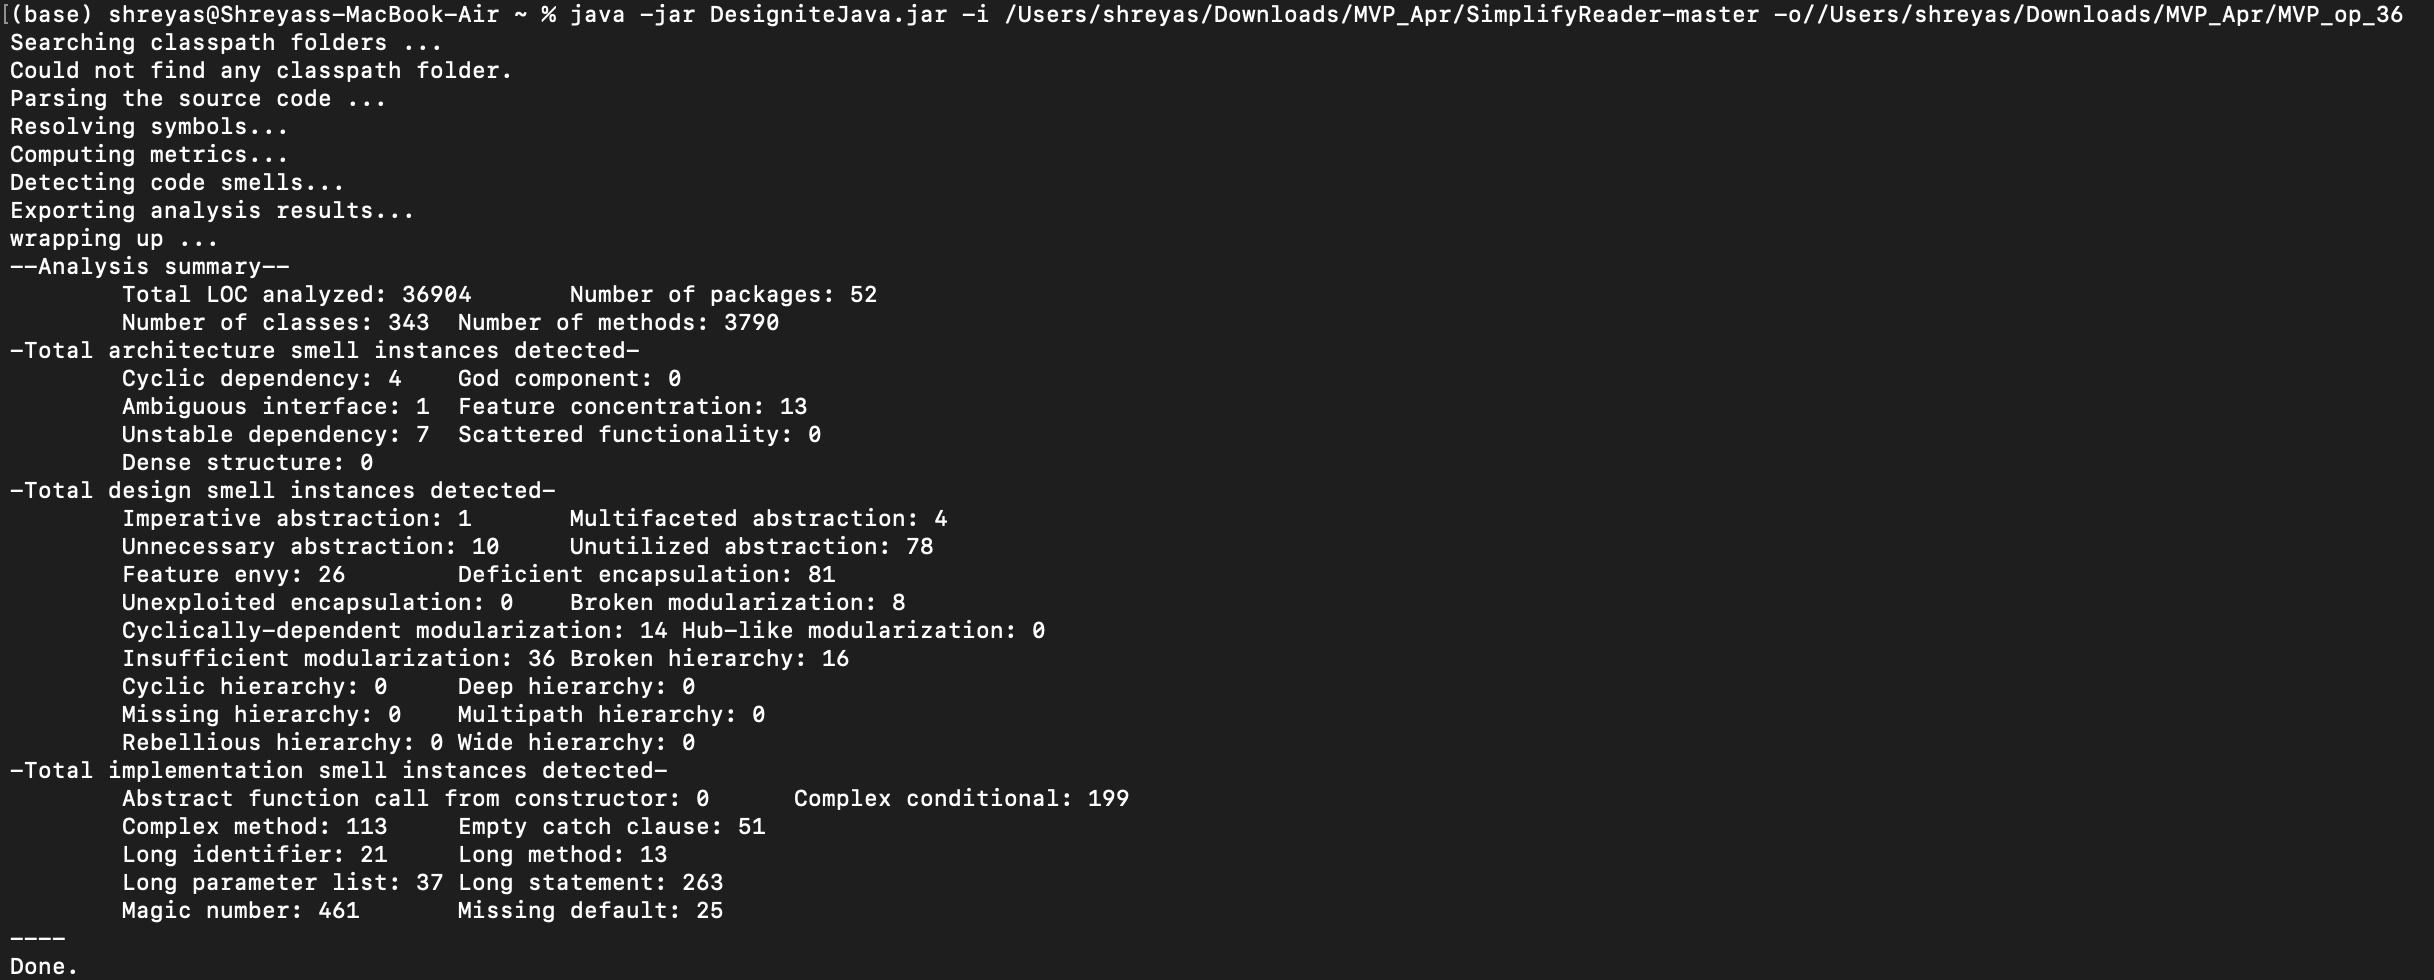 (base) shreyas@Shreyass-MacBook-Air ~ % java -jar DesigniteJava.jar -i /Users/shreyas/Downloads/MVP_Apr/SimplifyReader-master -o//Users/shreyas/Downloads/MVP_Apr/MVP_op_36
Searching classpath folders ...
Could not find any classpath folder.
Parsing the source code ...
Resolving symbols...
Computing metrics...
Detecting code smells...
Exporting analysis results...
wrapping up ...
--Analysis summary--
Total LOC analyzed: 36904 Number of packages: 52
Number of classes: 343 Number of methods: 3790
-Total architecture smell instances detected-
Cyclic dependency: 4 God component: 0
Ambiguous interface: 1 Feature concentration: 13
Unstable dependency: 7 Scattered functionality: 0
Dense structure: 0
-Total design smell instances detected-
Imperative abstraction: 1 Multifaceted abstraction: 4
Unnecessary abstraction: 10 Unutilized abstraction: 78
Feature envy: 26 Deficient encapsulation: 81
Unexploited encapsulation: 0 Broken modularization: 8
Cyclically-dependent modularization: 14 Hub-like modularization: 0
Insufficient modularization: 36 Broken hierarchy: 16
Cyclic hierarchy: 0 Deep hierarchy: 0
Missing hierarchy: 0 Multipath hierarchy: 0
Rebellious hierarchy: 0 Wide hierarchy: 0
-Total implementation smell instances detected-
Abstract function call from constructor: 0 Complex conditional: 199
Complex method: 113 Empty catch clause: 51
Long identifier: 21 Long method: 13
Long parameter list: 37 Long statement: 263
Magic number: 461 Missing default: 25
----
Done.